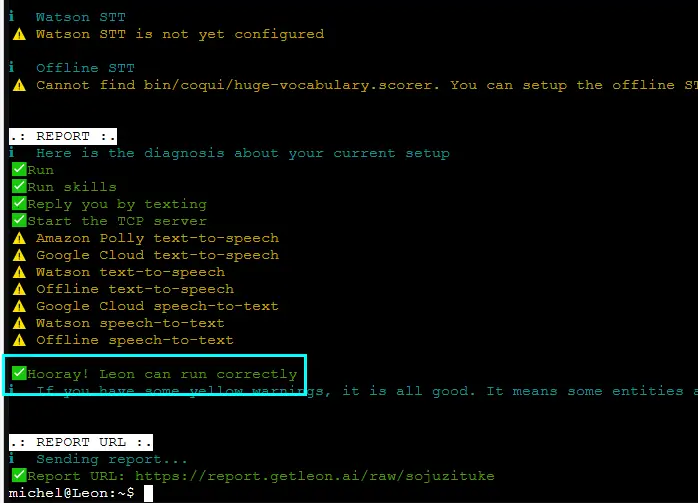 i Watson STT
⚠ Watson STT is not yet configured
i Offline STT
⚠ Cannot find bin/coqui/huge-vocabulary.scorer. You can setup the offline ST
.: REPORT :.
i Here is the diagnosis about your current setup
✅Run
✅Run skills
✅Reply you by texting
✅Start the TCP server
⚠ Amazon Polly text-to-speech
⚠ Google Cloud text-to-speech
⚠ Watson text-to-speech
⚠ Offline text-to-speech
⚠ Google Cloud speech-to-text
⚠ Watson speech-to-text
⚠ Offline speech-to-text
✅Hooray! Leon can run correctly
i If you have some yellow warnings, it is all good. It means some entities a
.: REPORT URL :.
i Sending report...
✅Report URL: https://report.getleon.ai/raw/sojuzituke
michel@Leon:~$